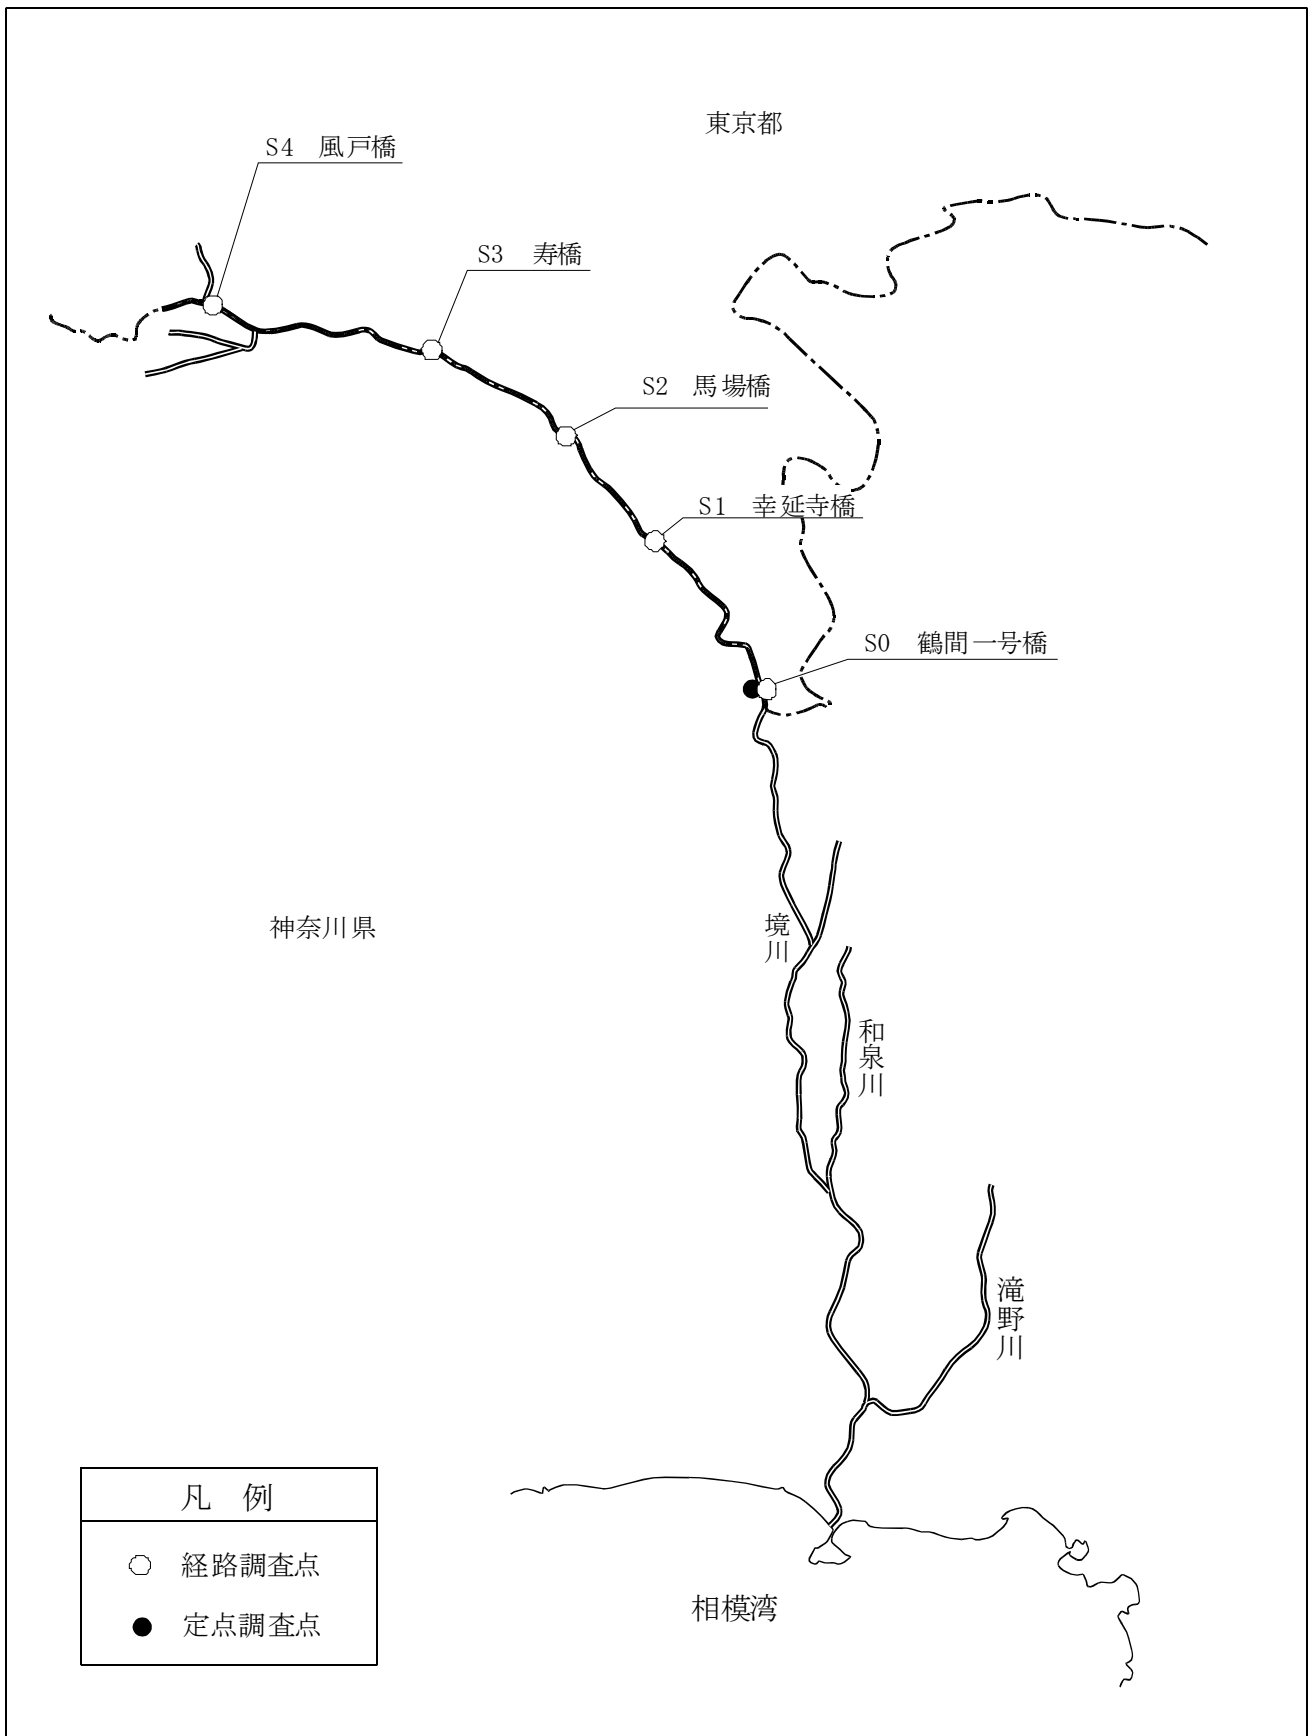 東京都
S4 風戸橋
S3 寿橋
S2 馬場橋
S1 幸延寺橋
S0 鶴間一号橋
神奈川県
境川
和泉川
滝野川
凡 例
経路調査点
定点調査点
相模湾